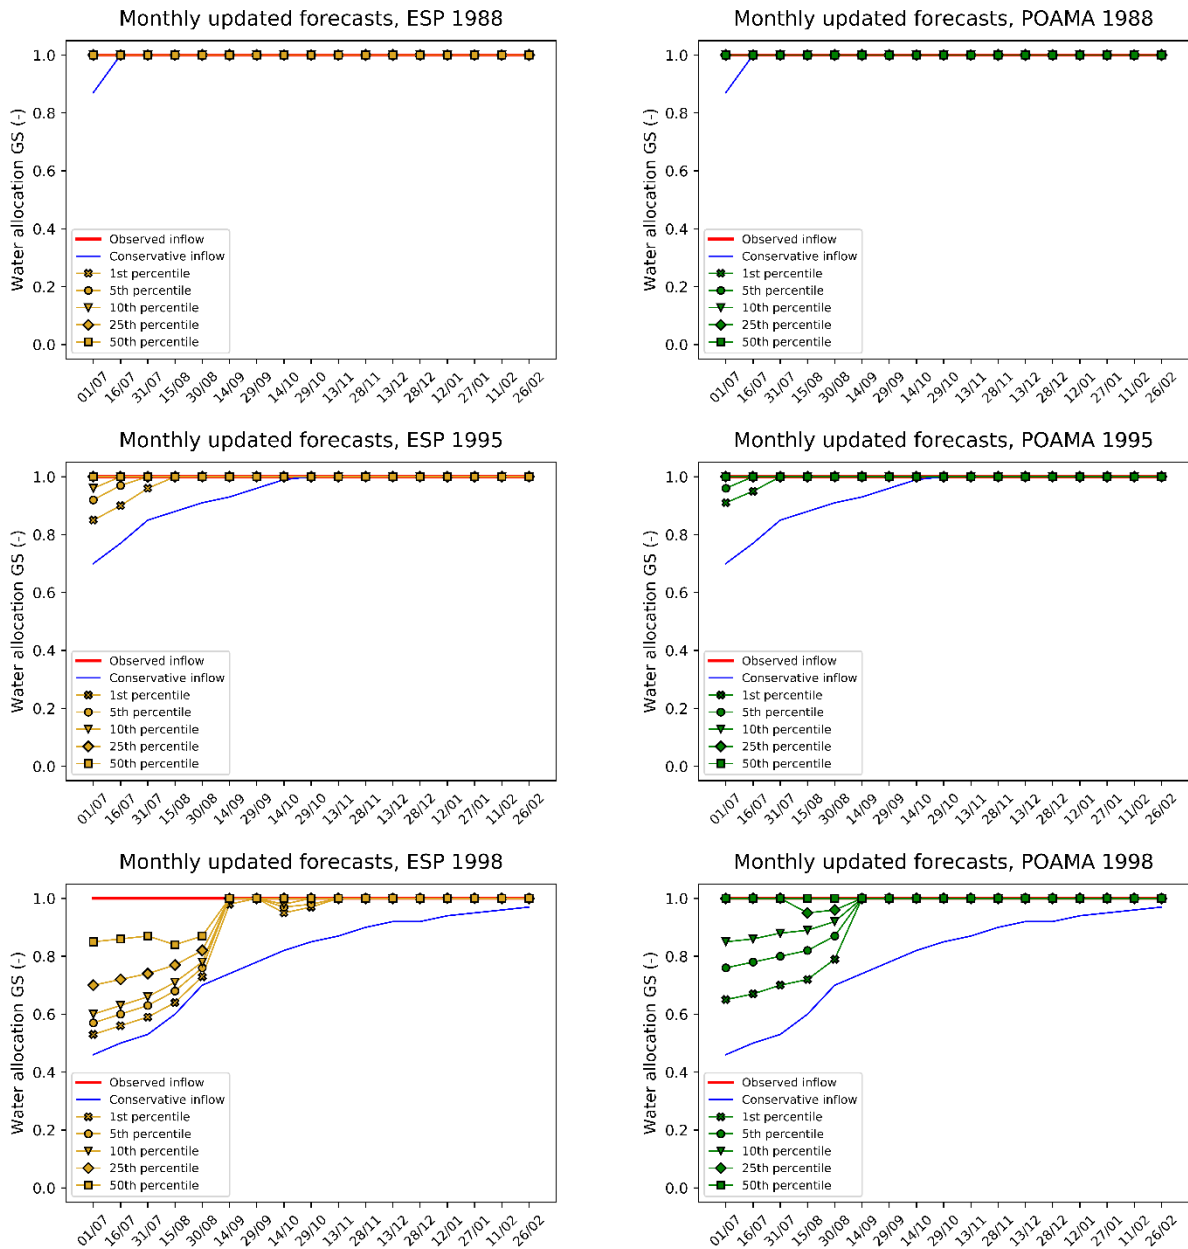 Monthly updated forecasts, ESP 1988
Water allocation GS (-)
1.0
0.8
0.6
0.4
0.2
0.0
Observed inflow
Conservative inflow
1st percentile
5th percentile
10th percentile
25th percentile
50th percentile
01/07 16/07 31/07 15/08 30/08 14/09 29/09 14/10 29/10 13/11 28/11 13/12 28/12 12/01 27/01 11/02 26/02
Monthly updated forecasts, POAMA 1988
Water allocation GS (-)
1.0
0.8
0.6
0.4
0.2
0.0
Observed inflow
Conservative inflow
1st percentile
5th percentile
10th percentile
25th percentile
50th percentile
01/07 16/07 31/07 15/08 30/08 14/09 29/09 14/10 29/10 13/11 28/11 13/12 28/12 12/01 27/01 11/02 26/02
Monthly updated forecasts, ESP 1995
Water allocation GS (-)
1.0
0.8
0.6
0.4
0.2
0.0
Observed inflow
Conservative inflow
1st percentile
5th percentile
10th percentile
25th percentile
50th percentile
01/07 16/07 31/07 15/08 30/08 14/09 29/09 14/10 29/10 13/11 28/11 13/12 28/12 12/01 27/01 11/02 26/02
Monthly updated forecasts, POAMA 1995
Water allocation GS (-)
1.0
0.8
0.6
0.4
0.2
0.0
Observed inflow
Conservative inflow
1st percentile
5th percentile
10th percentile
25th percentile
50th percentile
01/07 16/07 31/07 15/08 30/08 14/09 29/09 14/10 29/10 13/11 28/11 13/12 28/12 12/01 27/01 11/02 26/02
Monthly updated forecasts, ESP 1998
Water allocation GS (-)
1.0
0.8
0.6
0.4
0.2
0.0
Observed inflow
Conservative inflow
1st percentile
5th percentile
10th percentile
25th percentile
50th percentile
01/07 16/07 31/07 15/08 30/08 14/09 29/09 14/10 29/10 13/11 28/11 13/12 28/12 12/01 27/01 11/02 26/02
Monthly updated forecasts, POAMA 1998
Water allocation GS (-)
1.0
0.8
0.6
0.4
0.2
0.0
Observed inflow
Conservative inflow
1st percentile
5th percentile
10th percentile
25th percentile
50th percentile
01/07 16/07 31/07 15/08 30/08 14/09 29/09 14/10 29/10 13/11 28/11 13/12 28/12 12/01 27/01 11/02 26/02